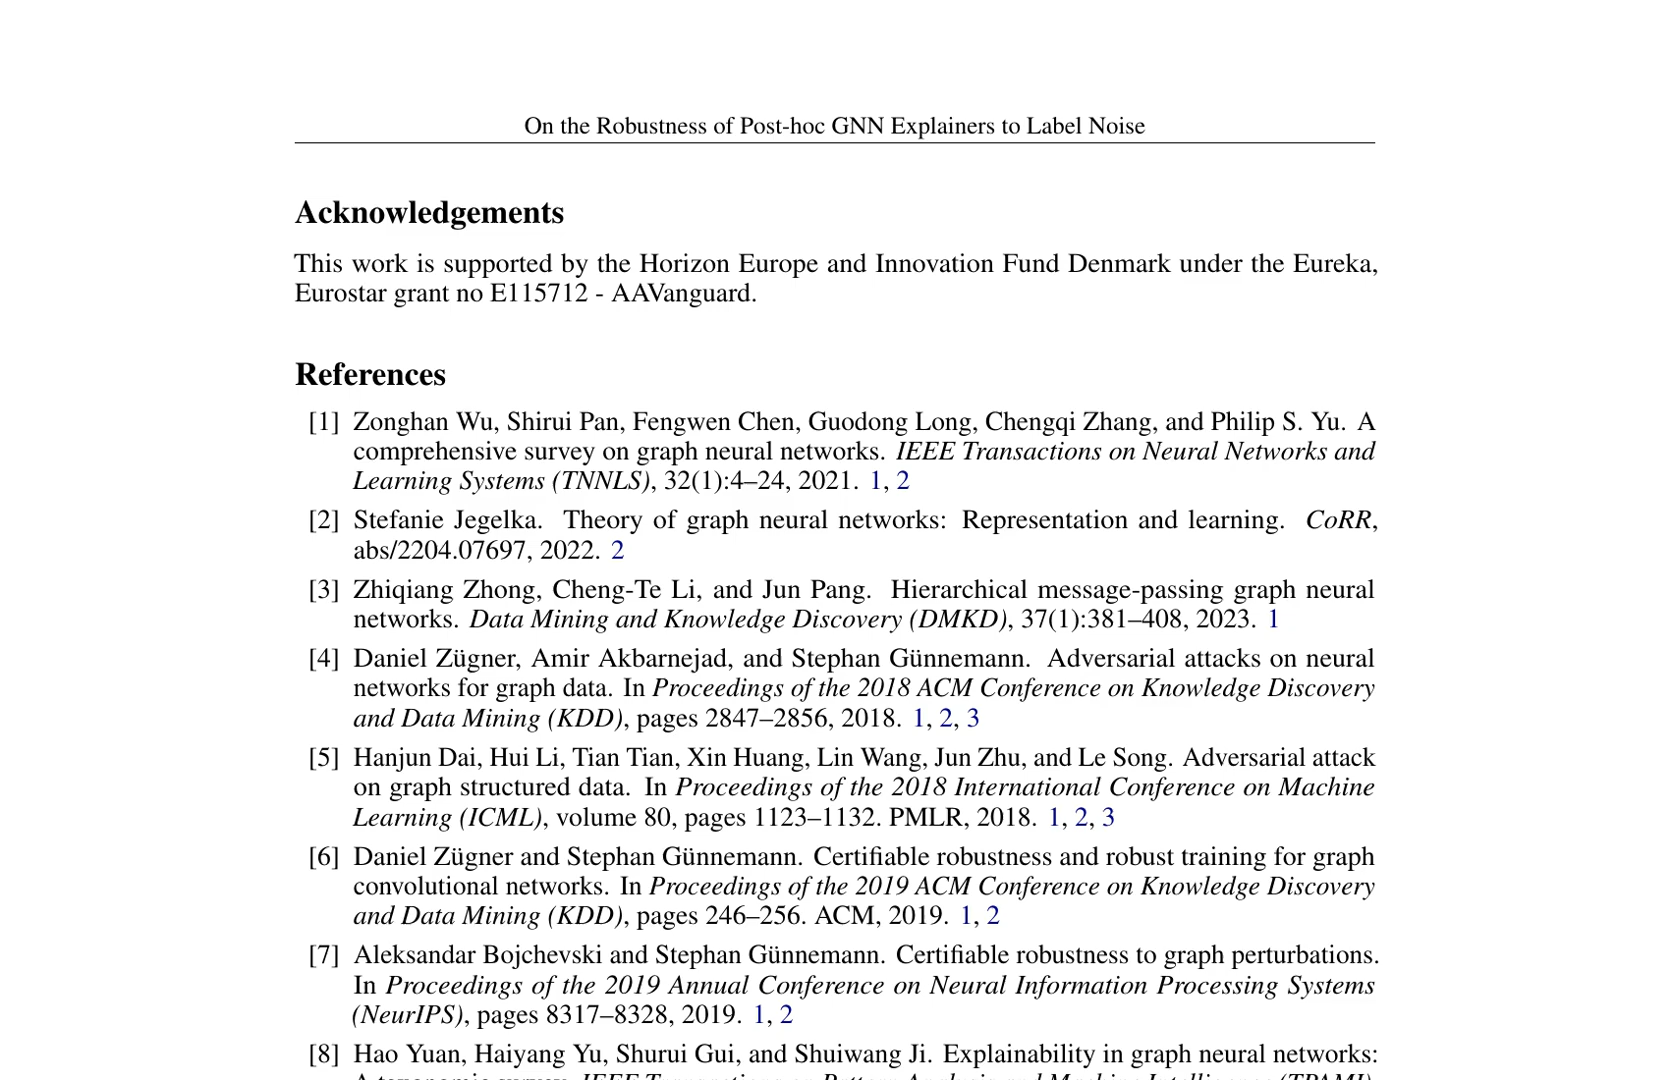 On the Robustness of Post-hoc GNN Explainers to Label Noise
Acknowledgements
This work is supported by the Horizon Europe and Innovation Fund Denmark under the Eureka,
Eurostar grant no E115712 - AAVanguard.
References
[1] Zonghan Wu, Shirui Pan, Fengwen Chen, Guodong Long, Chengqi Zhang, and Philip S. Yu. A
comprehensive survey on graph neural networks. IEEE Transactions on Neural Networks and
Learning Systems (TNNLS), 32(1):4–24, 2021. 1, 2
[2] Stefanie Jegelka. Theory of graph neural networks: Representation and learning. CoRR,
abs/2204.07697, 2022. 2
[3] Zhiqiang Zhong, Cheng-Te Li, and Jun Pang. Hierarchical message-passing graph neural
networks. Data Mining and Knowledge Discovery (DMKD), 37(1):381–408, 2023. 1
[4] Daniel Zügner, Amir Akbarnejad, and Stephan Günnemann. Adversarial attacks on neural
networks for graph data. In Proceedings of the 2018 ACM Conference on Knowledge Discovery
and Data Mining (KDD), pages 2847–2856, 2018. 1, 2, 3
[5] Hanjun Dai, Hui Li, Tian Tian, Xin Huang, Lin Wang, Jun Zhu, and Le Song. Adversarial attack
on graph structured data. In Proceedings of the 2018 International Conference on Machine
Learning (ICML), volume 80, pages 1123–1132. PMLR, 2018. 1, 2, 3
[6] Daniel Zügner and Stephan Günnemann. Certifiable robustness and robust training for graph
convolutional networks. In Proceedings of the 2019 ACM Conference on Knowledge Discovery
and Data Mining (KDD), pages 246–256. ACM, 2019. 1, 2
[7] Aleksandar Bojchevski and Stephan Günnemann. Certifiable robustness to graph perturbations.
In Proceedings of the 2019 Annual Conference on Neural Information Processing Systems
(NeurIPS), pages 8317–8328, 2019. 1, 2
[8] Hao Yuan, Haiyang Yu, Shurui Gui, and Shuiwang Ji. Explainability in graph neural networks: